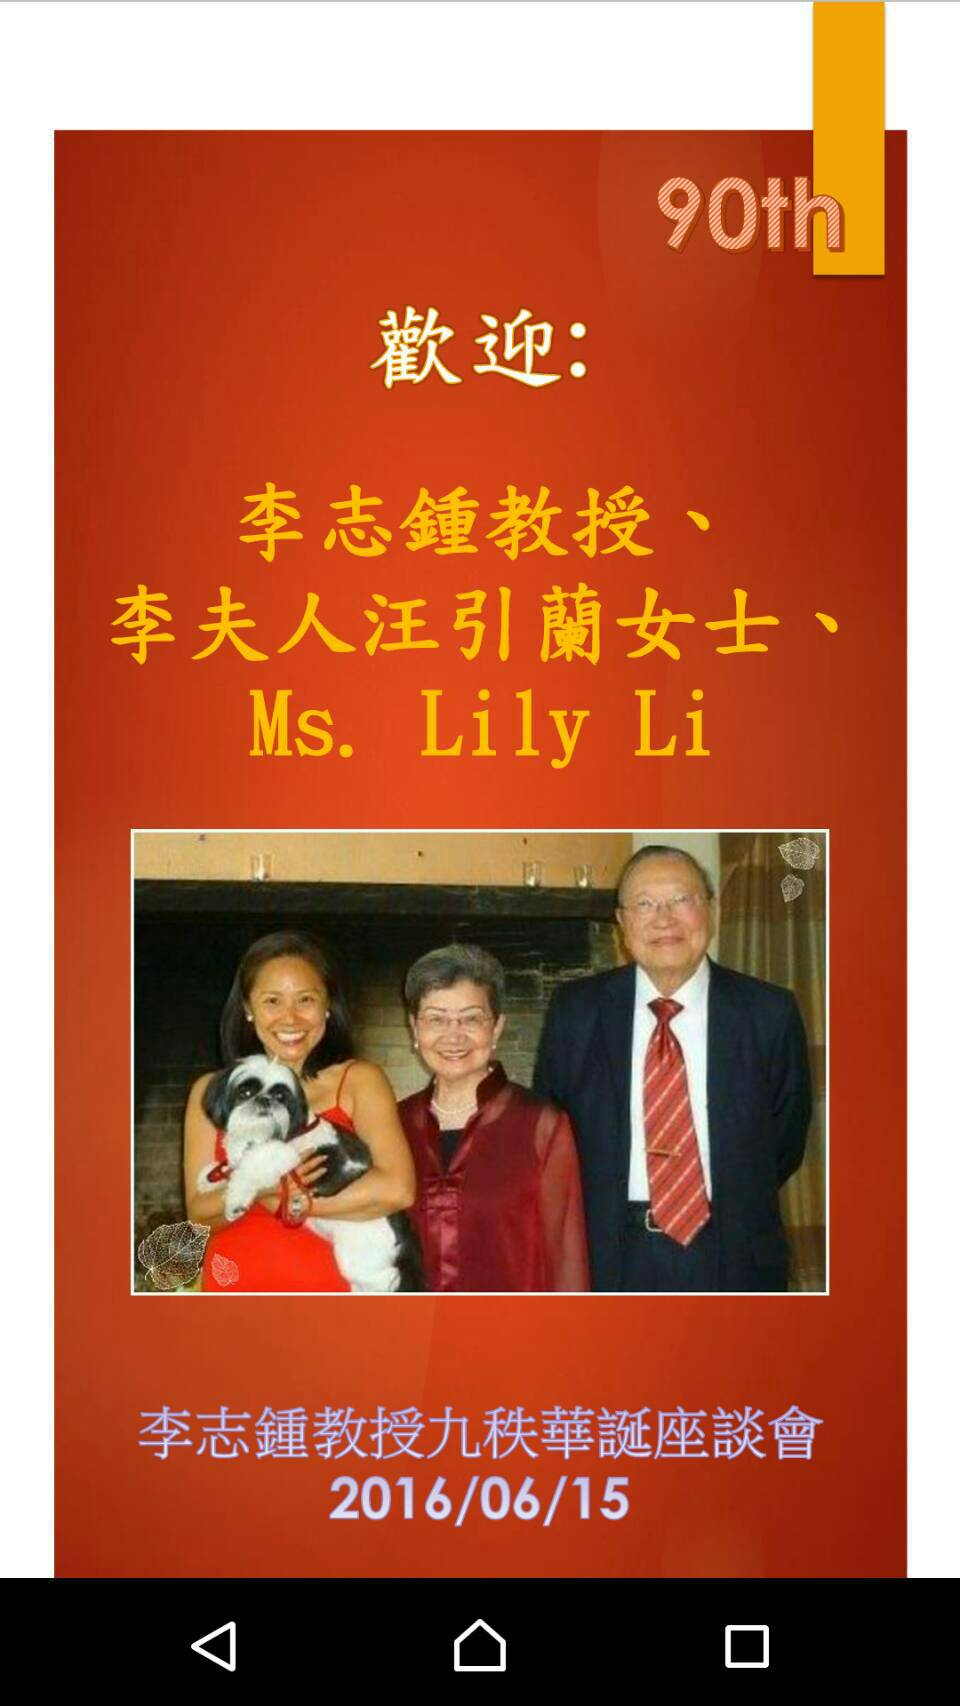 90th
歡迎:
李志鍾教授、
李夫人汪引蘭女士、
Ms. Lily Li
李志鍾教授九秩華誕座談會
2016/06/15